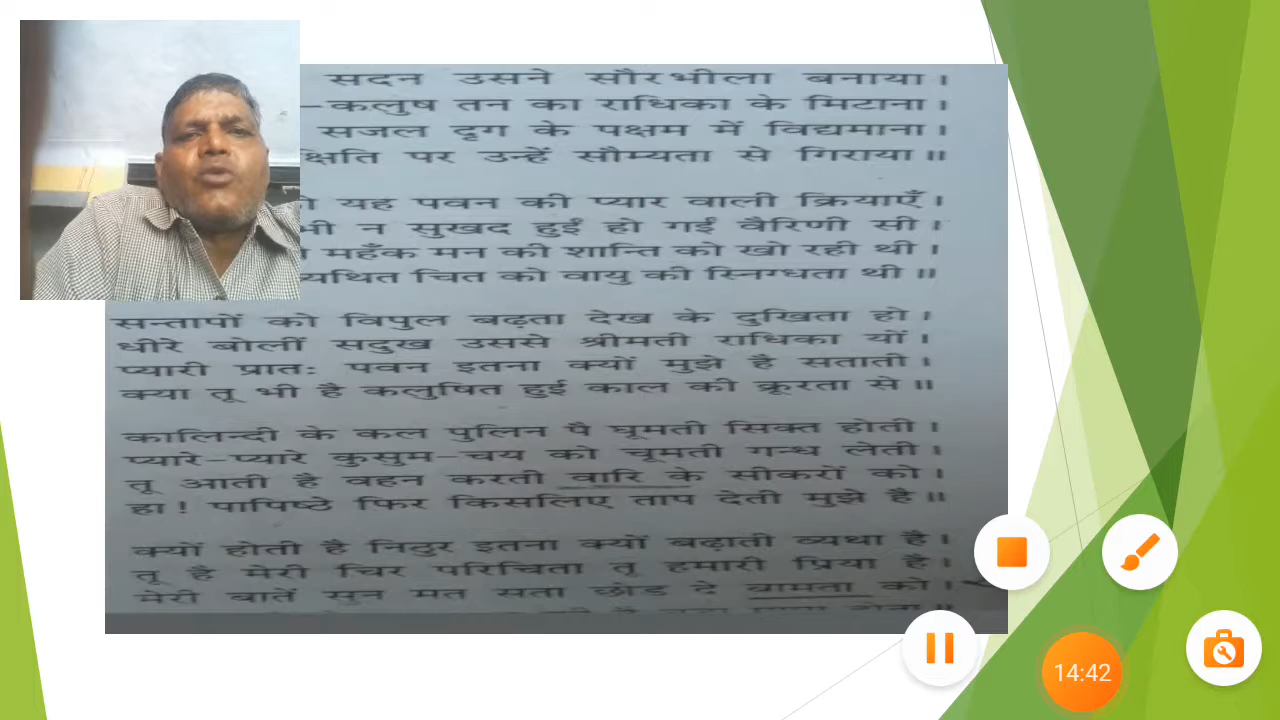 सदन उसने सौरभीला बनाया।
-कलुष तन का राधिका के मिटाना।
सजल दृग के पक्षम में विद्यमाना।
क्षिति पर उन्हें सौम्यता से गिराया॥
यह पवन की प्यार वाली क्रियाएँ।
न सुखद हुई हो गई वैरिणी सी।
महँक मन की शान्ति को खो रही थी।
व्यथित चित को वायु की स्निग्धता थी॥
सन्तापों को विपुल बढ़ता देख के दुखिता हो।
धीरे बोलीं सदुख उससे श्रीमती राधिका यों।
प्यारी प्रातः पवन इतना क्यों मुझे है सताती।
क्या तू भी है कलुषित हुई काल की क्रूरता से॥
कालिन्दी के कल पुलिन पै घूमती सिक्त होती।
प्यारे-प्यारे कुसुम-चय को चूमती गन्ध लेती।
तू आती है वहन करती वारि के सीकरों को।
हा! पापिष्ठे फिर किसलिए ताप देती मुझे है॥
क्यों होती है निठुर इतना क्यों बढ़ाती व्यथा है।
तू है मेरी चिर परिचिता तू हमारी प्रिया है।
मेरी बातें सुन मत सता छोड़ दे बामता को।
14:42